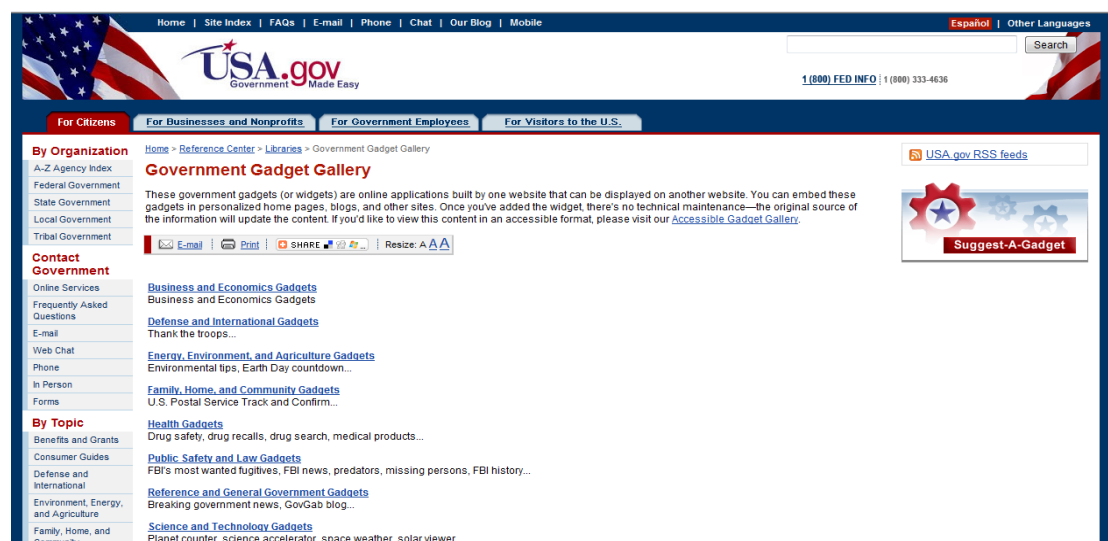 Home | Site Index | FAQs | E-mail | Phone | Chat | Our Blog | Mobile
Español | Other Languages
USA.gov
Government Made Easy
Search
1 (800) FED INFO 1 (800) 333-4636
For Citizens
For Businesses and Nonprofits
For Government Employees
For Visitors to the U.S.
By Organization
A-Z Agency Index
Federal Government
State Government
Local Government
Tribal Government
Contact
Government
Online Services
Frequently Asked
Questions
E-mail
Web Chat
Phone
In Person
Forms
By Topic
Benefits and Grants
Consumer Guides
Defense and
International
Environment, Energy,
and Agriculture
Family, Home, and
Community
Home > Reference Center > Libraries > Government Gadget Gallery
Government Gadget Gallery
These government gadgets (or widgets) are online applications built by one website that can be displayed on another website. You can embed these
gadgets in personalized home pages, blogs, and other sites. Once you've added the widget, there's no technical maintenance—the original source of
the information will update the content. If you'd like to view this content in an accessible format, please visit our Accessible Gadget Gallery.
E-mail Print SHARE Resize: A A A
Business and Economics Gadgets
Business and Economics Gadgets
Defense and International Gadgets
Thank the troops...
Energy, Environment, and Agriculture Gadgets
Environmental tips, Earth Day countdown...
Family, Home, and Community Gadgets
U.S. Postal Service Track and Confirm...
Health Gadgets
Drug safety, drug recalls, drug search, medical products...
Public Safety and Law Gadgets
FBI's most wanted fugitives, FBI news, predators, missing persons, FBI history...
Reference and General Government Gadgets
Breaking government news, GovGab blog...
Science and Technology Gadgets
Planet counter, science accelerator, space weather, solar viewer
USA.gov RSS feeds
Suggest-A-Gadget